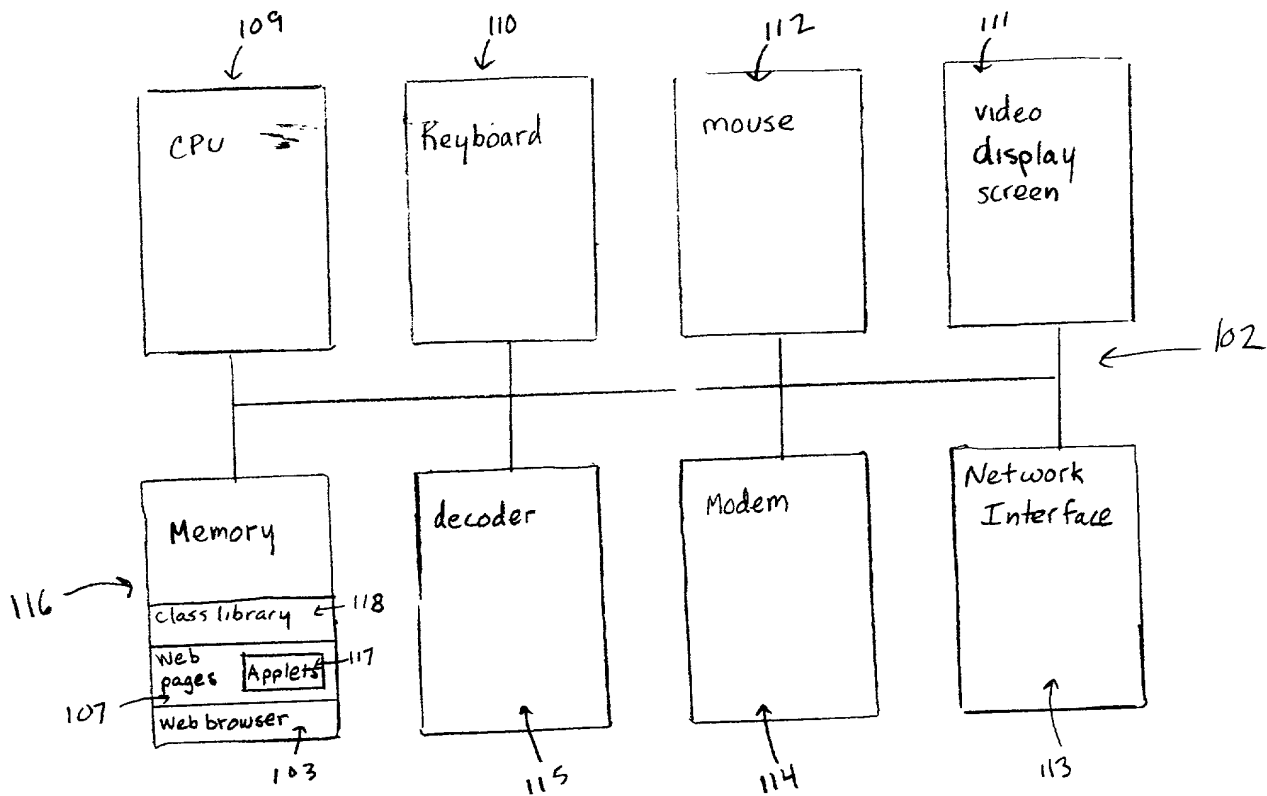 109
110
112
111
CPU
Keyboard
mouse
video
display
screen
102
Memory
decoder
Modem
Network
Interface
116
class library
118
Web
pages
Applets
117
107
Web browser
103
115
114
113